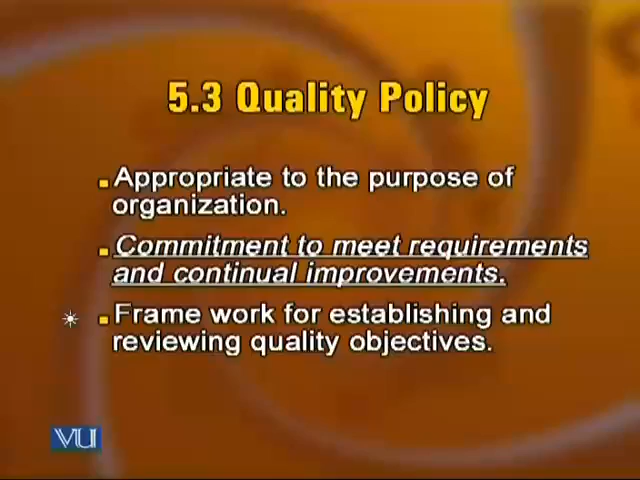 5.3 Quality Policy
Appropriate to the purpose of
organization.
Commitment to meet requirements
and continual improvements.
Frame work for establishing and
reviewing quality objectives.
VU